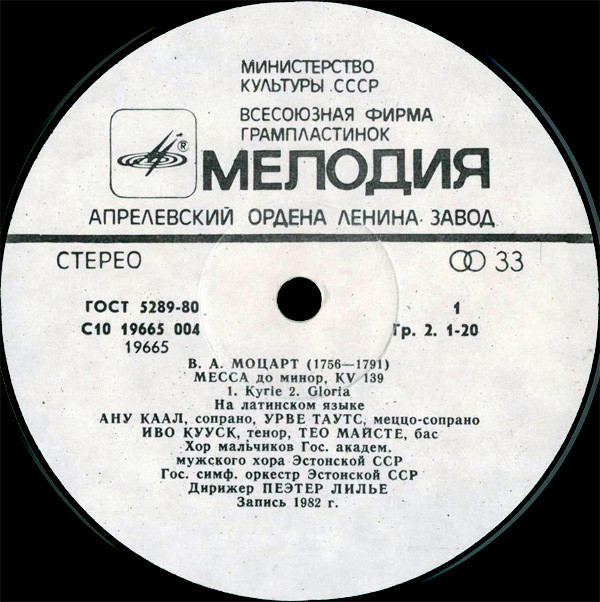 МИНИСТЕРСТВО
КУЛЬТУРЫ СССР
ВСЕСОЮЗНАЯ ФИРМА
ГРАМПЛАСТИНОК
®
МЕЛОДИЯ
АПРЕЛЕВСКИЙ ОРДЕНА ЛЕНИНА ЗАВОД
СТЕРЕО 33
ГОСТ 5289-80 1
С10 19665 004 Гр. 2. 1-20
19665
В. А. МОЦАРТ (1756—1791)
МЕССА до минор, KV 139
1. Kyrie 2. Gloria
На латинском языке
АНУ КААЛ, сопрано, УРВЕ ТАУТС, меццо-сопрано
ИВО КУУСК, тенор, ТЕО МАЙСТЕ, бас
Хор мальчиков Гос. академ.
мужского хора Эстонской ССР
Гос. симф. оркестр Эстонской ССР
Дирижер ПЕЭТЕР ЛИЛЬЕ
Запись 1982 г.